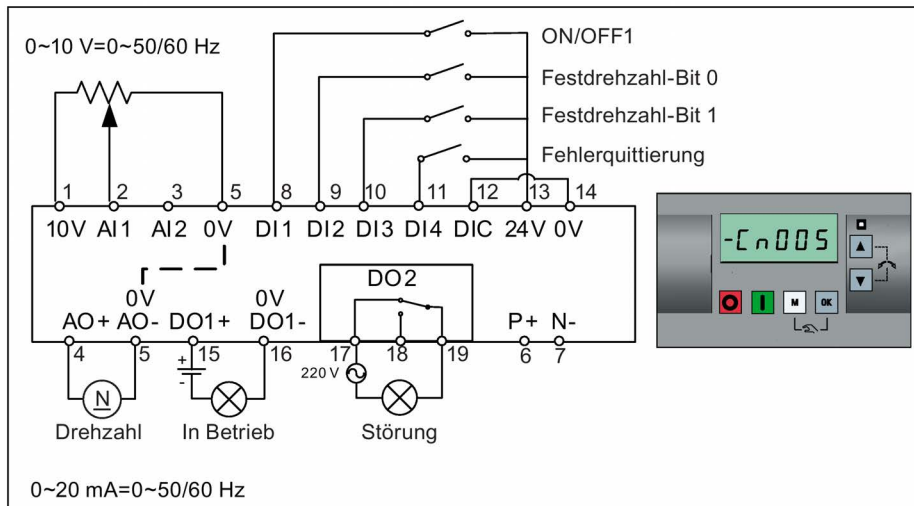 0~10 V=0~50/60 Hz
ON/OFF1
Festdrehzahl-Bit 0
Festdrehzahl-Bit 1
Fehlerquittierung
1 2 3 5 8 9 10 11 12 13 14
10V AI1 AI2 0V DI1 DI2 DI3 DI4 DIC 24V 0V
-Cn005
M OK
DO2
0V 0V
AO+ AO- DO1+ DO1- P+ N-
4 5 15 16 17 18 19 6 7
+
-
220 V
N
Drehzahl In Betrieb Störung
0~20 mA=0~50/60 Hz